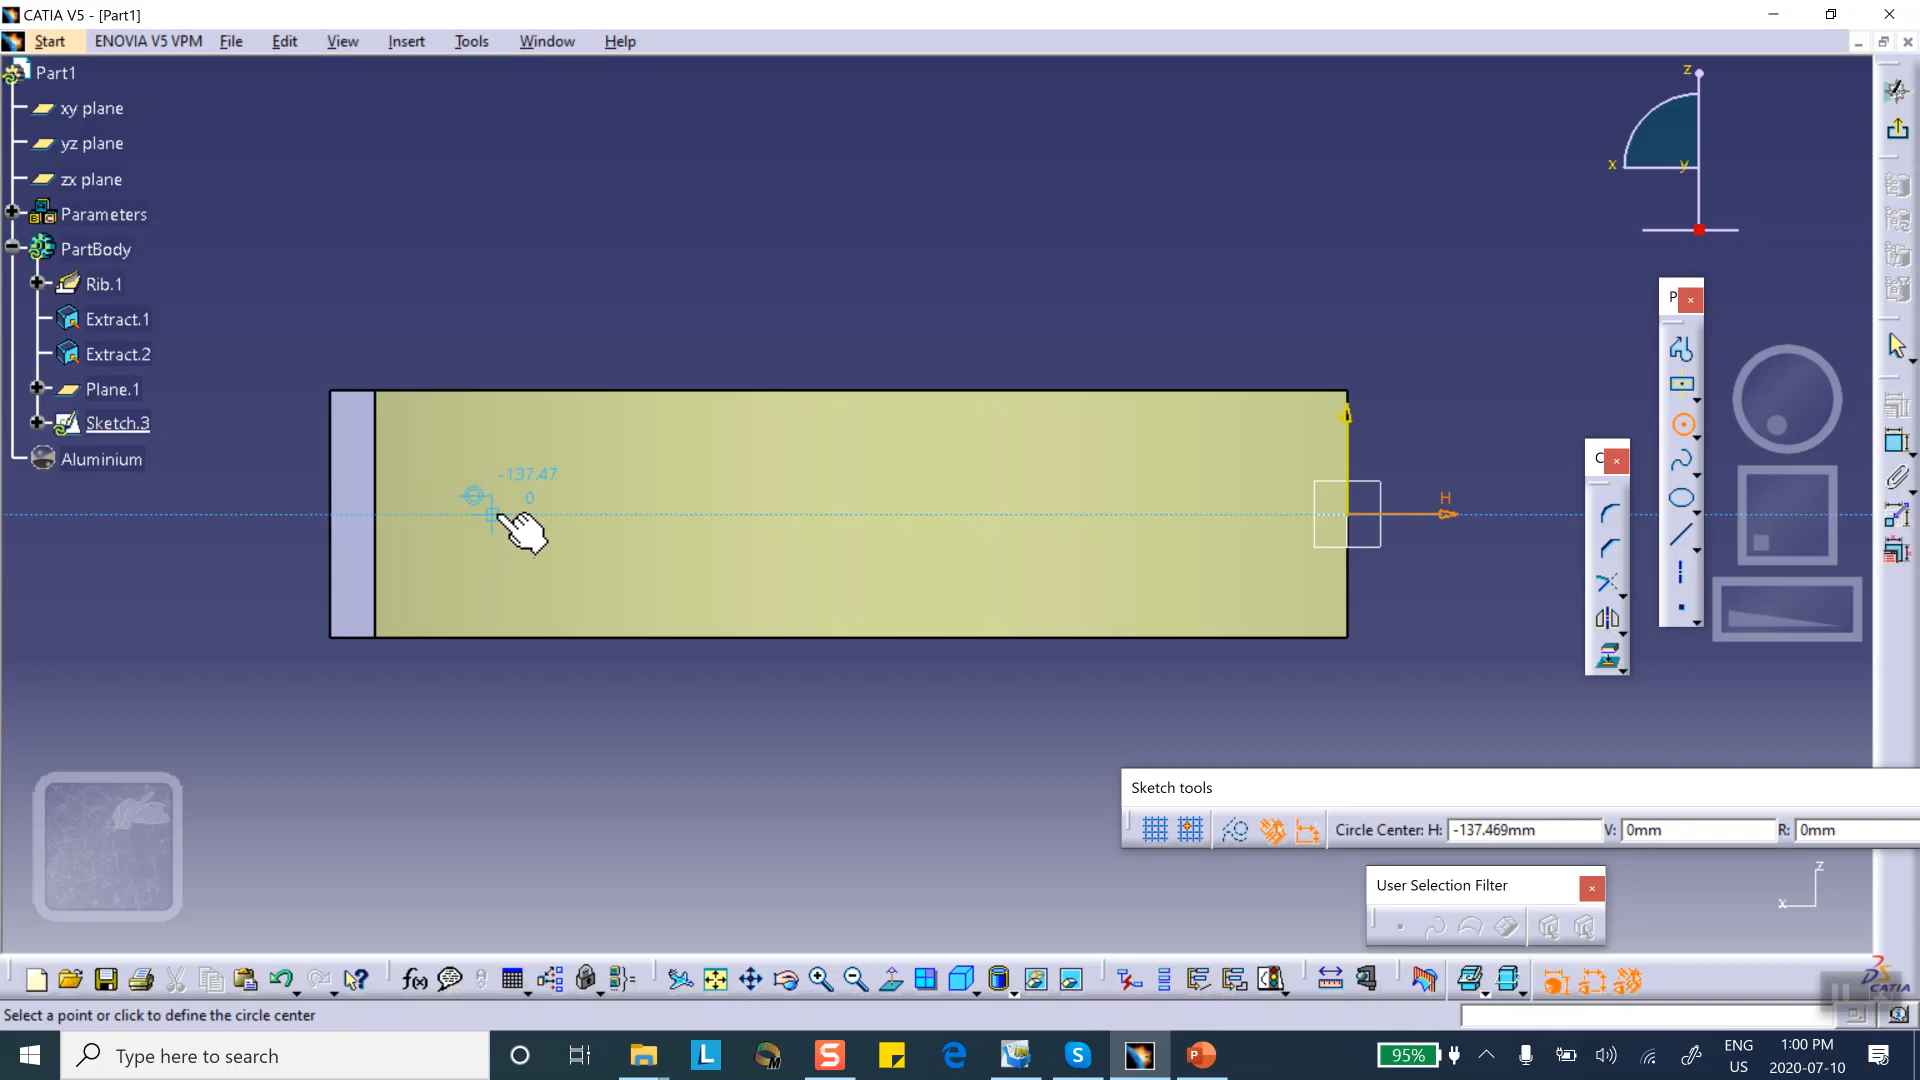 CATIA V5 - [Part1]
Start ENOVIA V5 VPM File Edit View Insert Tools Window Help
Part1
xy plane
yz plane
zx plane
Parameters
PartBody
Rib.1
Extract.1
Extract.2
Plane.1
Sketch.3
Aluminium
z
x
y
P
C
-137.47
0
H
Sketch tools
Circle Center: H: -137.469mm V: 0mm R: 0mm
User Selection Filter
z
x
f(x)
CATIA
Select a point or click to define the circle center
Type here to search
L
S
95%
ENG
US
1:00 PM
2020-07-10